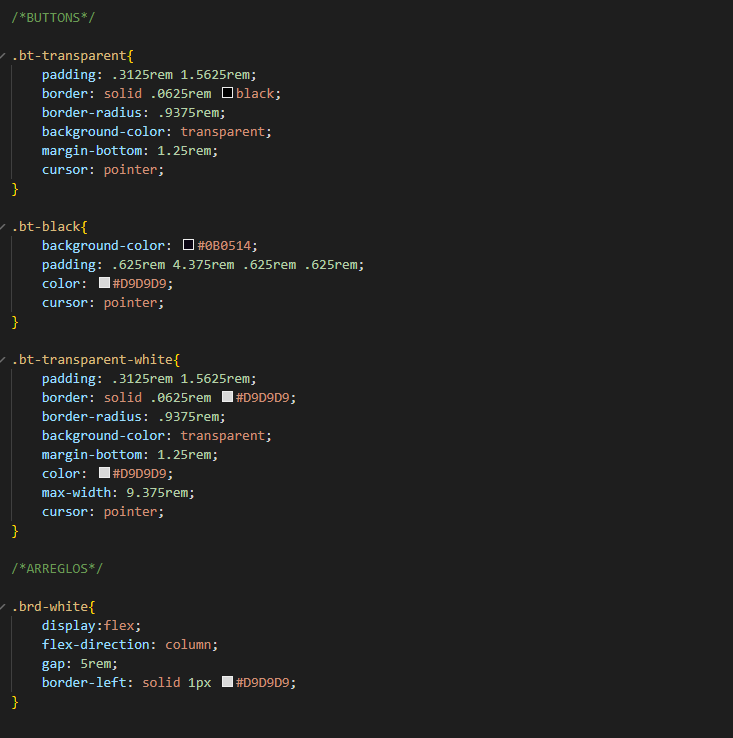 /*BUTTONS*/
.bt-transparent{
padding: .3125rem 1.5625rem;
border: solid .0625rem black;
border-radius: .9375rem;
background-color: transparent;
margin-bottom: 1.25rem;
cursor: pointer;
}
.bt-black{
background-color: #0B0514;
padding: .625rem 4.375rem .625rem .625rem;
color: #D9D9D9;
cursor: pointer;
}
.bt-transparent-white{
padding: .3125rem 1.5625rem;
border: solid .0625rem #D9D9D9;
border-radius: .9375rem;
background-color: transparent;
margin-bottom: 1.25rem;
color: #D9D9D9;
max-width: 9.375rem;
cursor: pointer;
}
/*ARREGLOS*/
.brd-white{
display:flex;
flex-direction: column;
gap: 5rem;
border-left: solid 1px #D9D9D9;
}